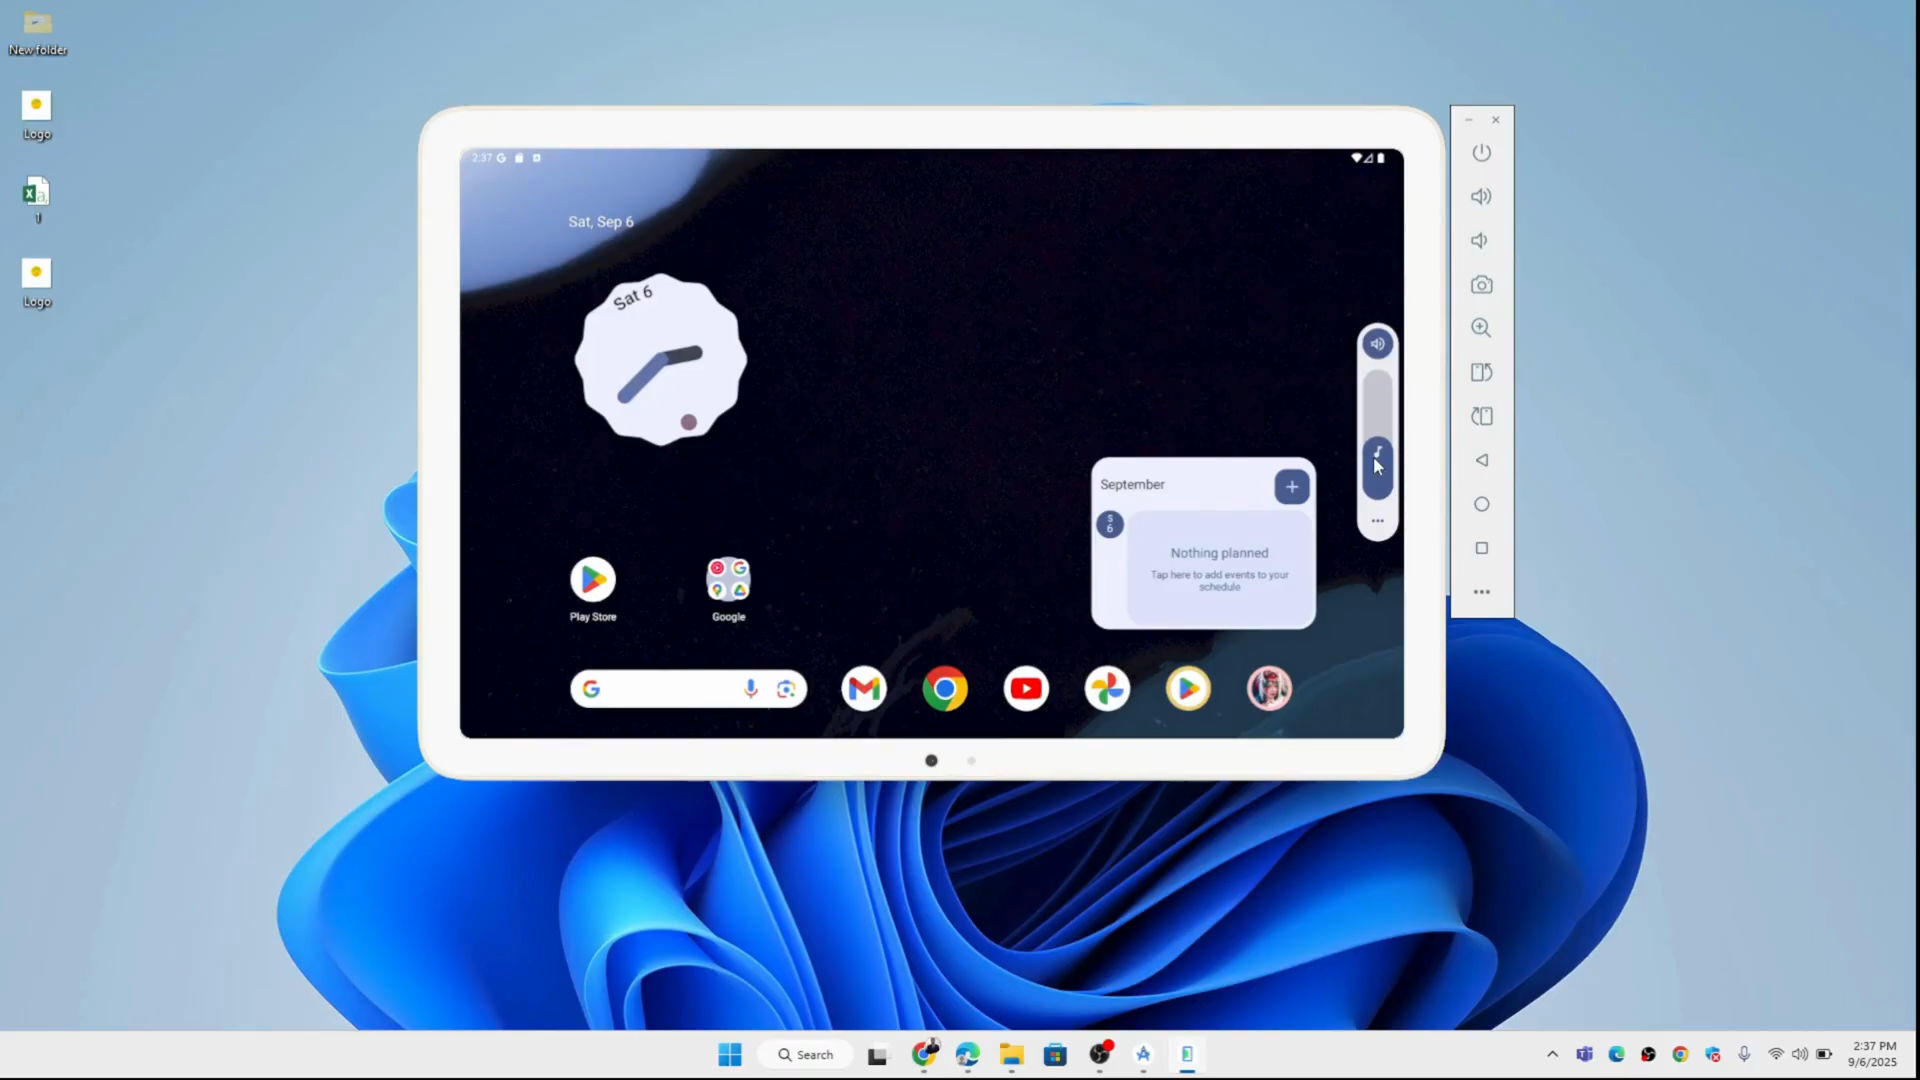 New folder
Logo
1
Logo
2:37
Sat, Sep 6
Sat 6
September
S
6
Nothing planned
Tap here to add events to your
schedule
Play Store
Google
Search
2:37 PM
9/6/2025